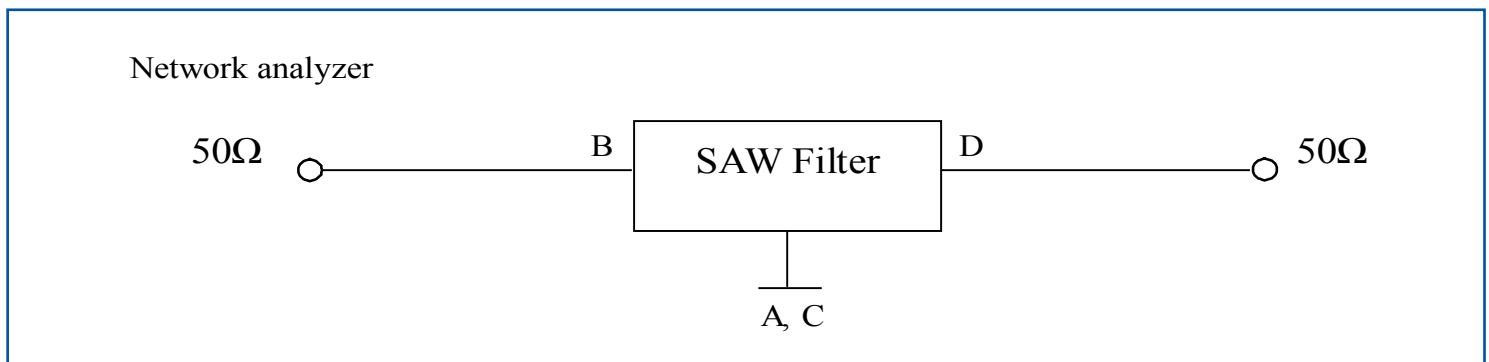 Network analyzer
50Ω
B
SAW Filter
D
50Ω
A, C